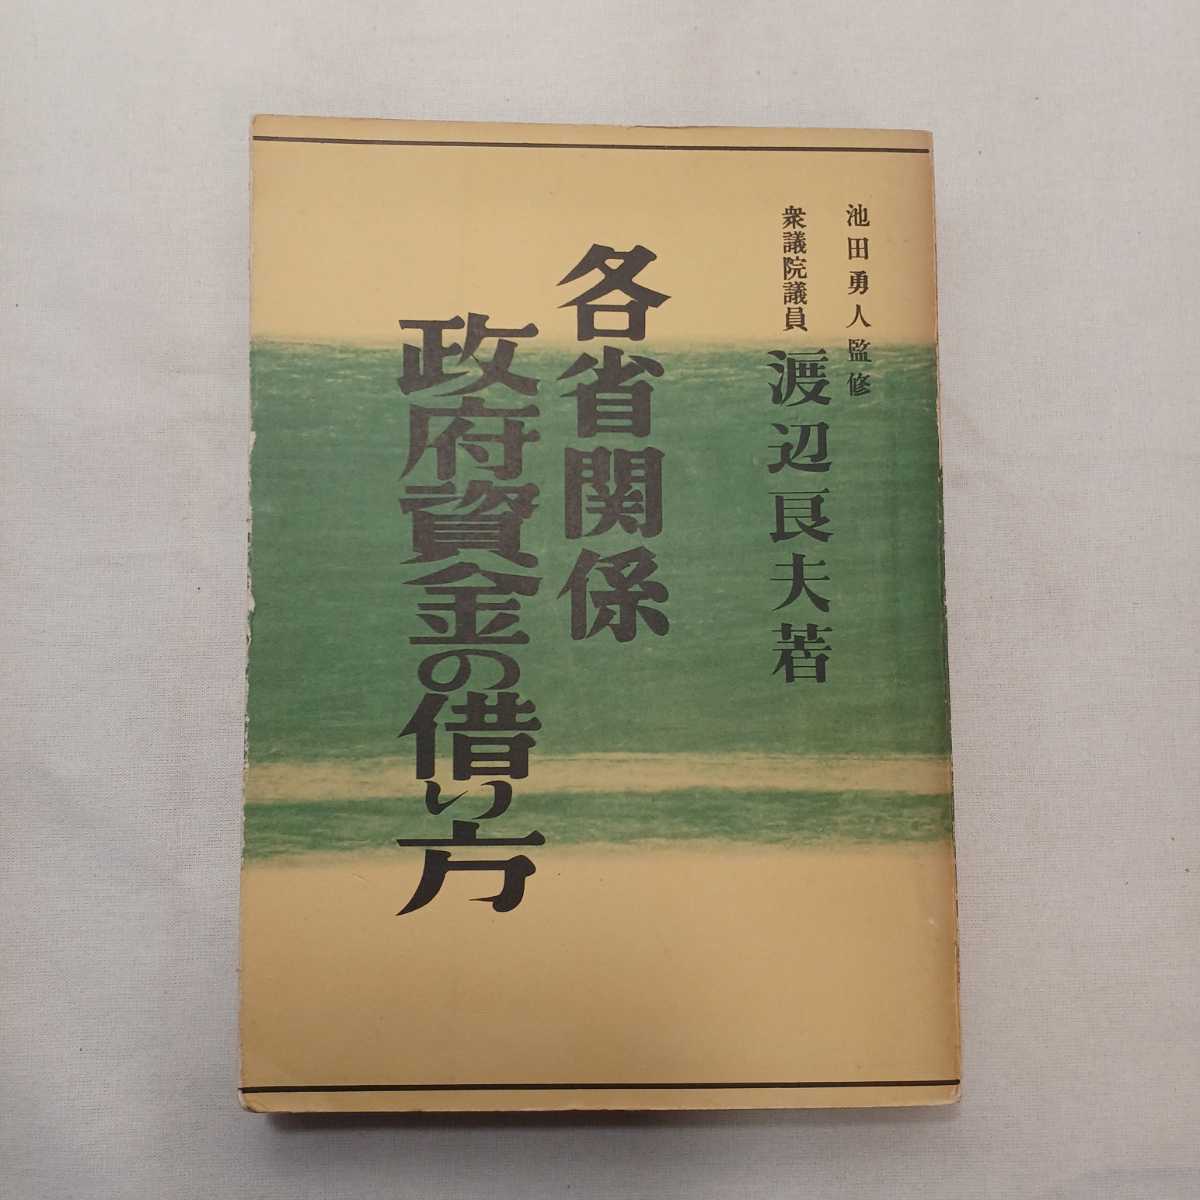 池田勇人監修
衆議院議員 渡辺良夫著
各省関係
政府資金の借り方